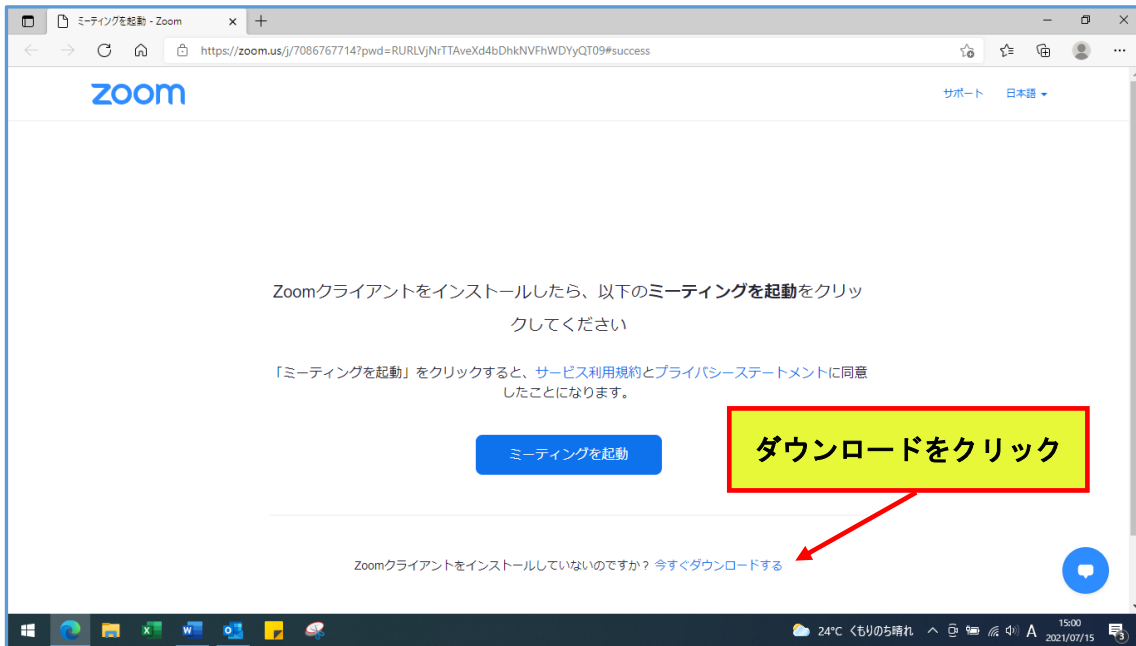 ミーティングを起動 - Zoom
https://zoom.us/j/7086767714?pwd=RURLVjNrTTAveXd4bDhkNVFhWDYyQT09#success
zoom
サポート 日本語
Zoomクライアントをインストールしたら、以下のミーティングを起動をクリッ
クしてください
「ミーティングを起動」をクリックすると、サービス利用規約とプライバシーステートメントに同意
したことになります。
ミーティングを起動
ダウンロードをクリック
Zoomクライアントをインストールしていないのですか？今すぐダウンロードする
24°C くもりのち晴れ A 15:00
2021/07/15
3